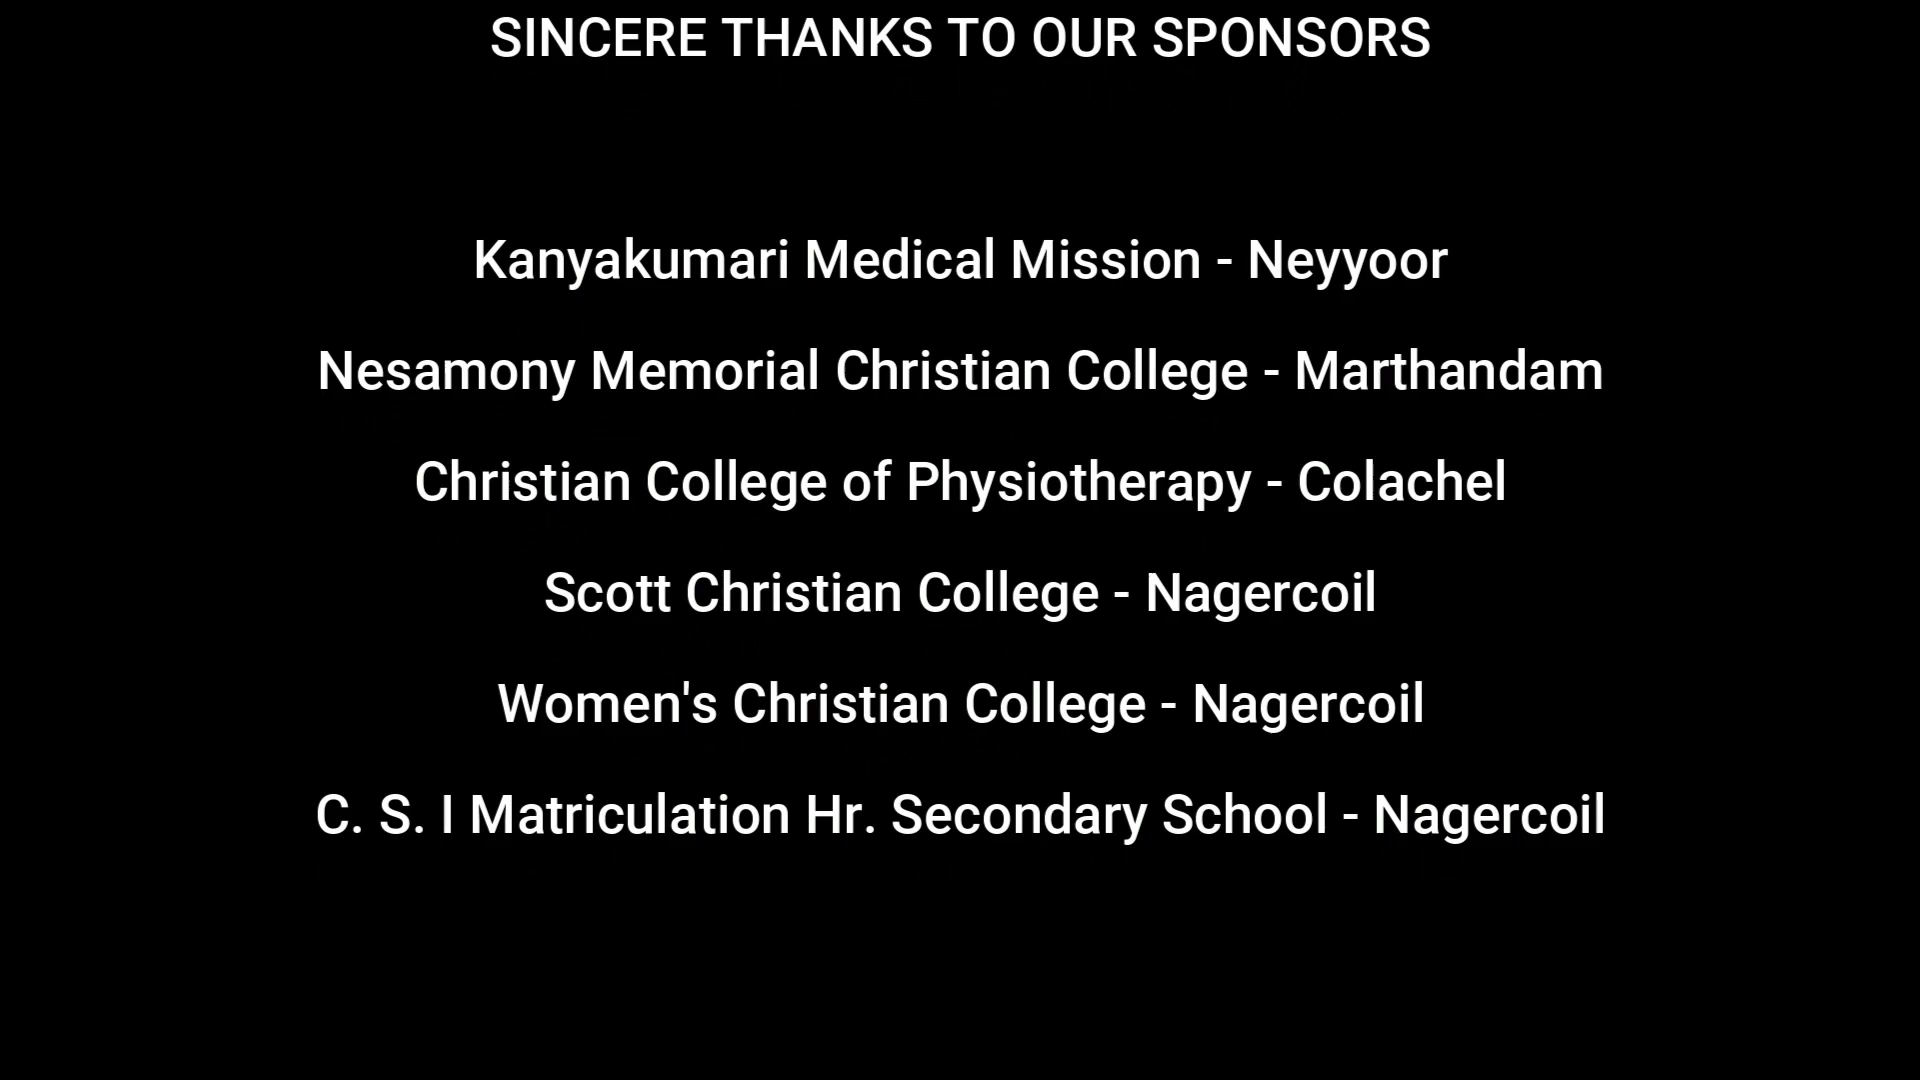 SINCERE THANKS TO OUR SPONSORS
Kanyakumari Medical Mission - Neyyoor
Nesamony Memorial Christian College - Marthandam
Christian College of Physiotherapy - Colachel
Scott Christian College - Nagercoil
Women's Christian College - Nagercoil
C. S. I Matriculation Hr. Secondary School - Nagercoil